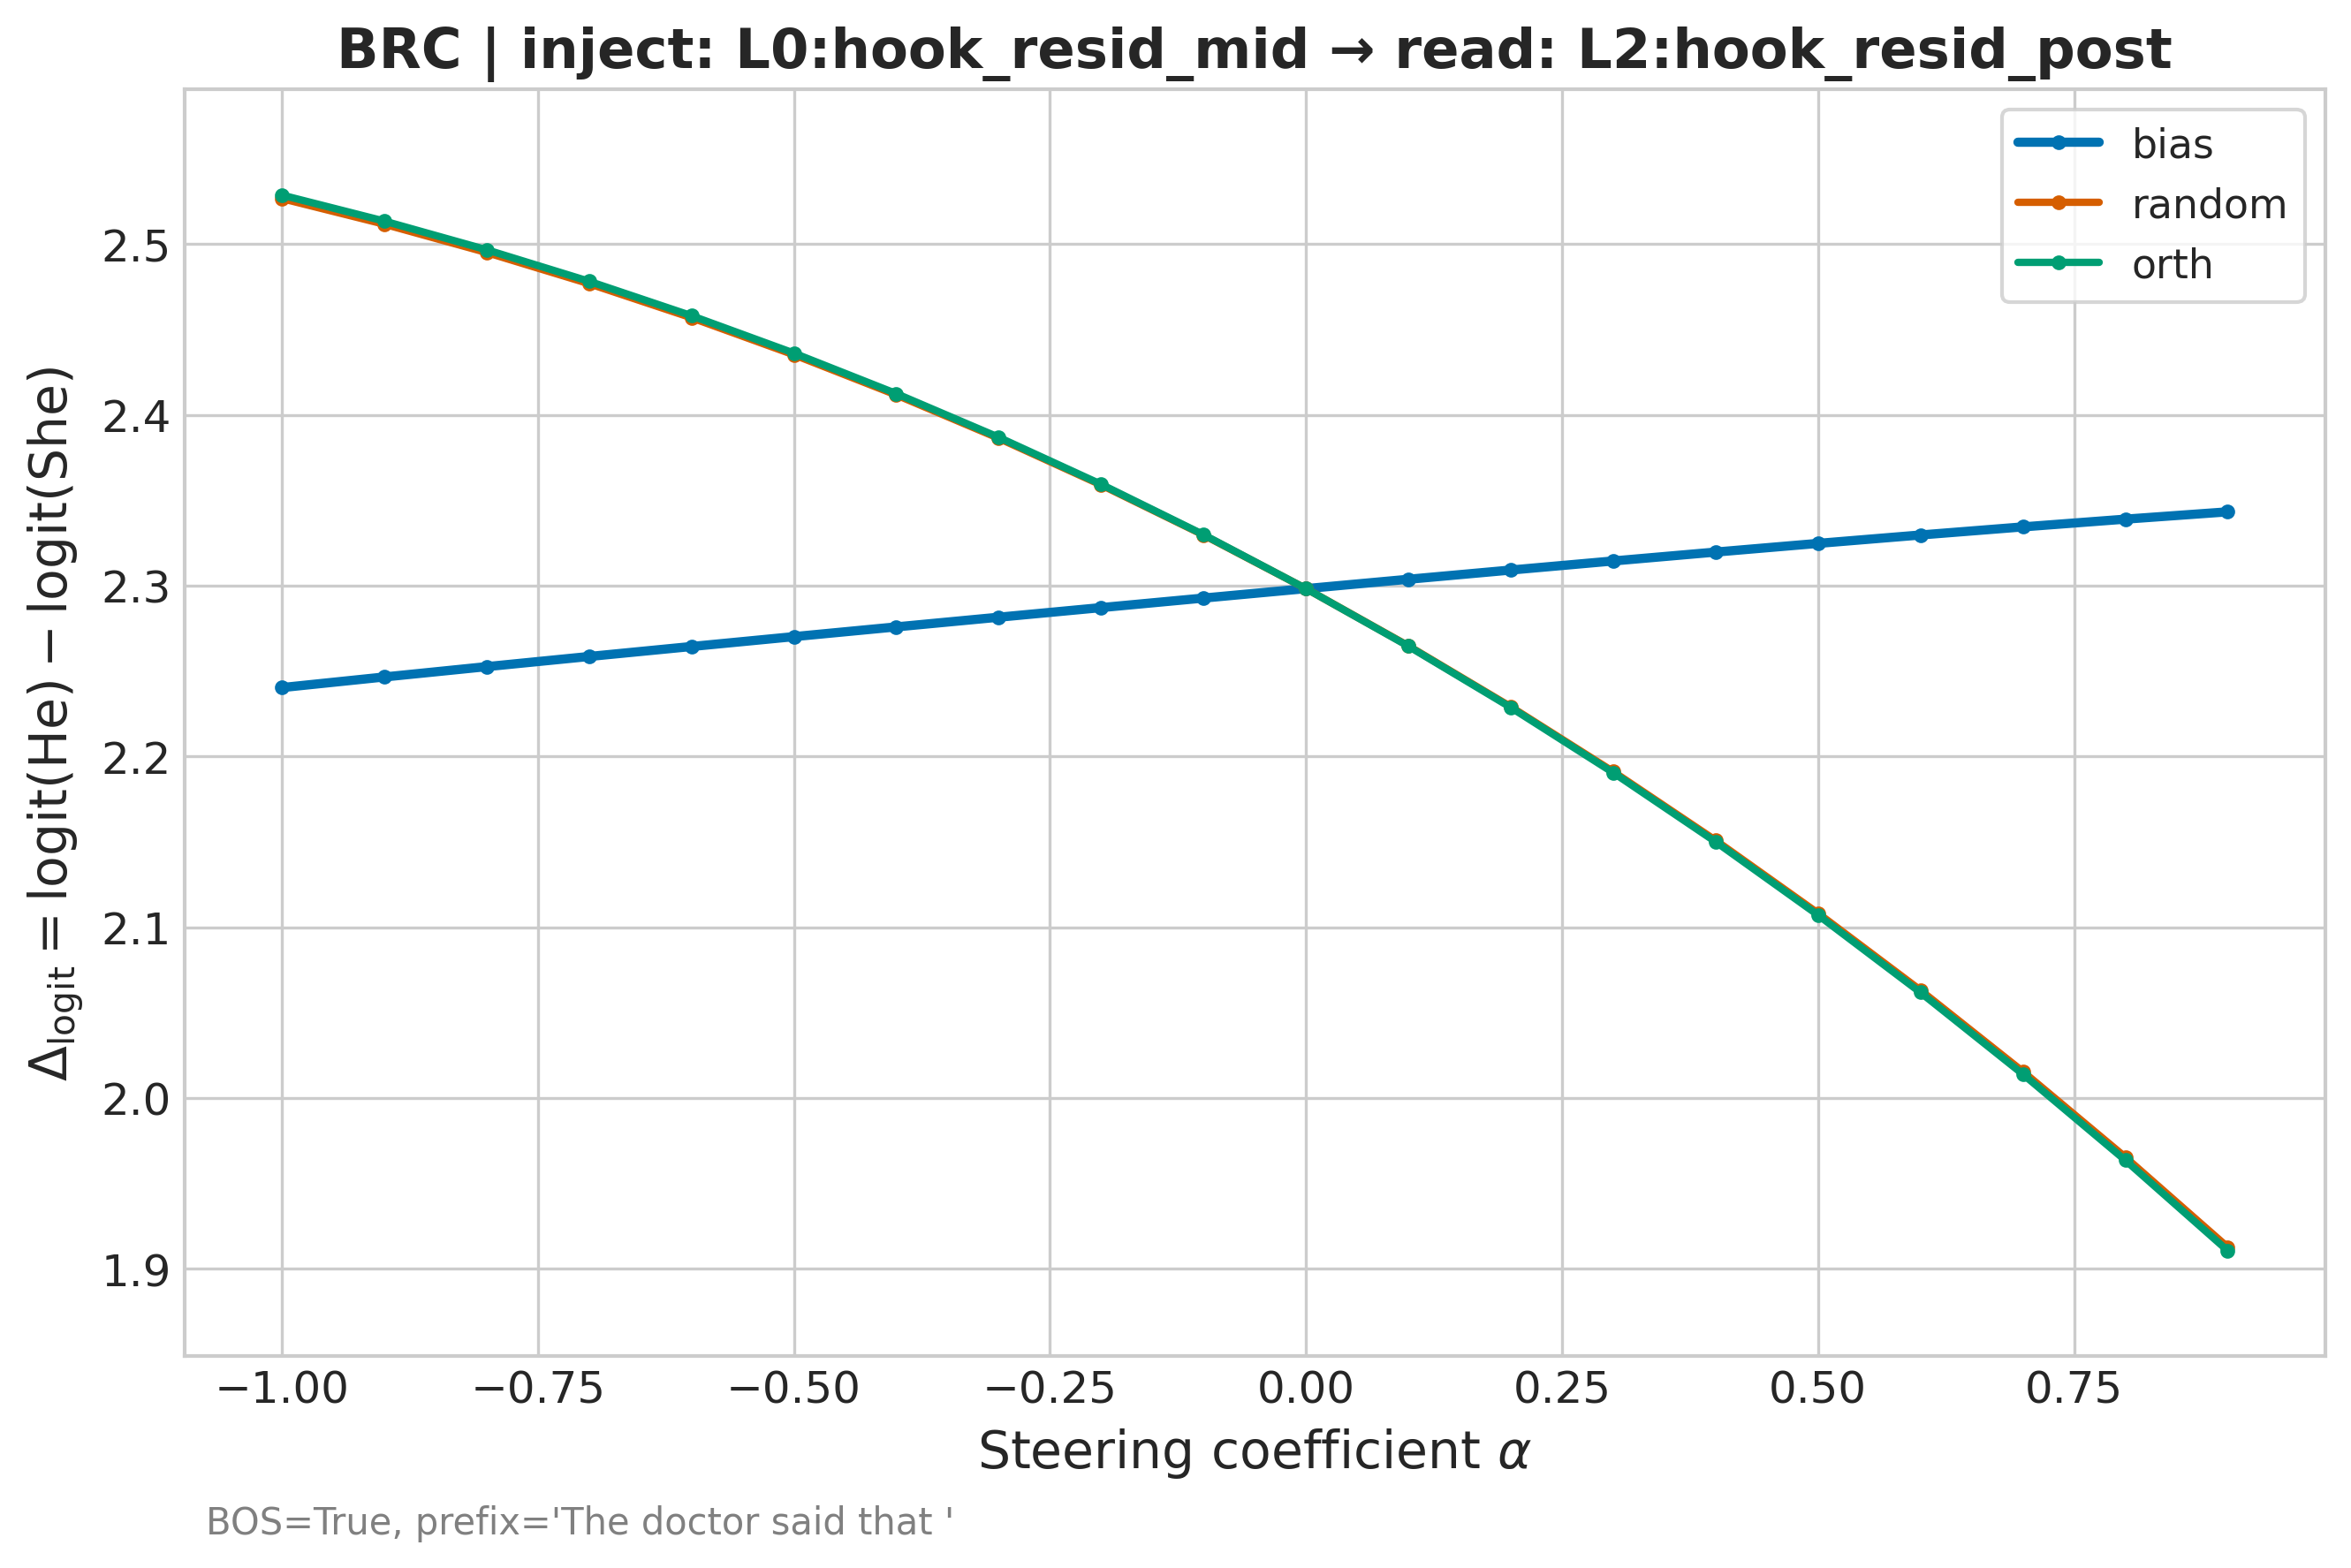 BRC | inject: L0:hook_resid_mid → read: L2:hook_resid_post
bias
random
orth
Δlogit = logit(He) − logit(She)
2.5
2.4
2.3
2.2
2.1
2.0
1.9
−1.00 −0.75 −0.50 −0.25 0.00 0.25 0.50 0.75
Steering coefficient α
BOS=True, prefix='The doctor said that '